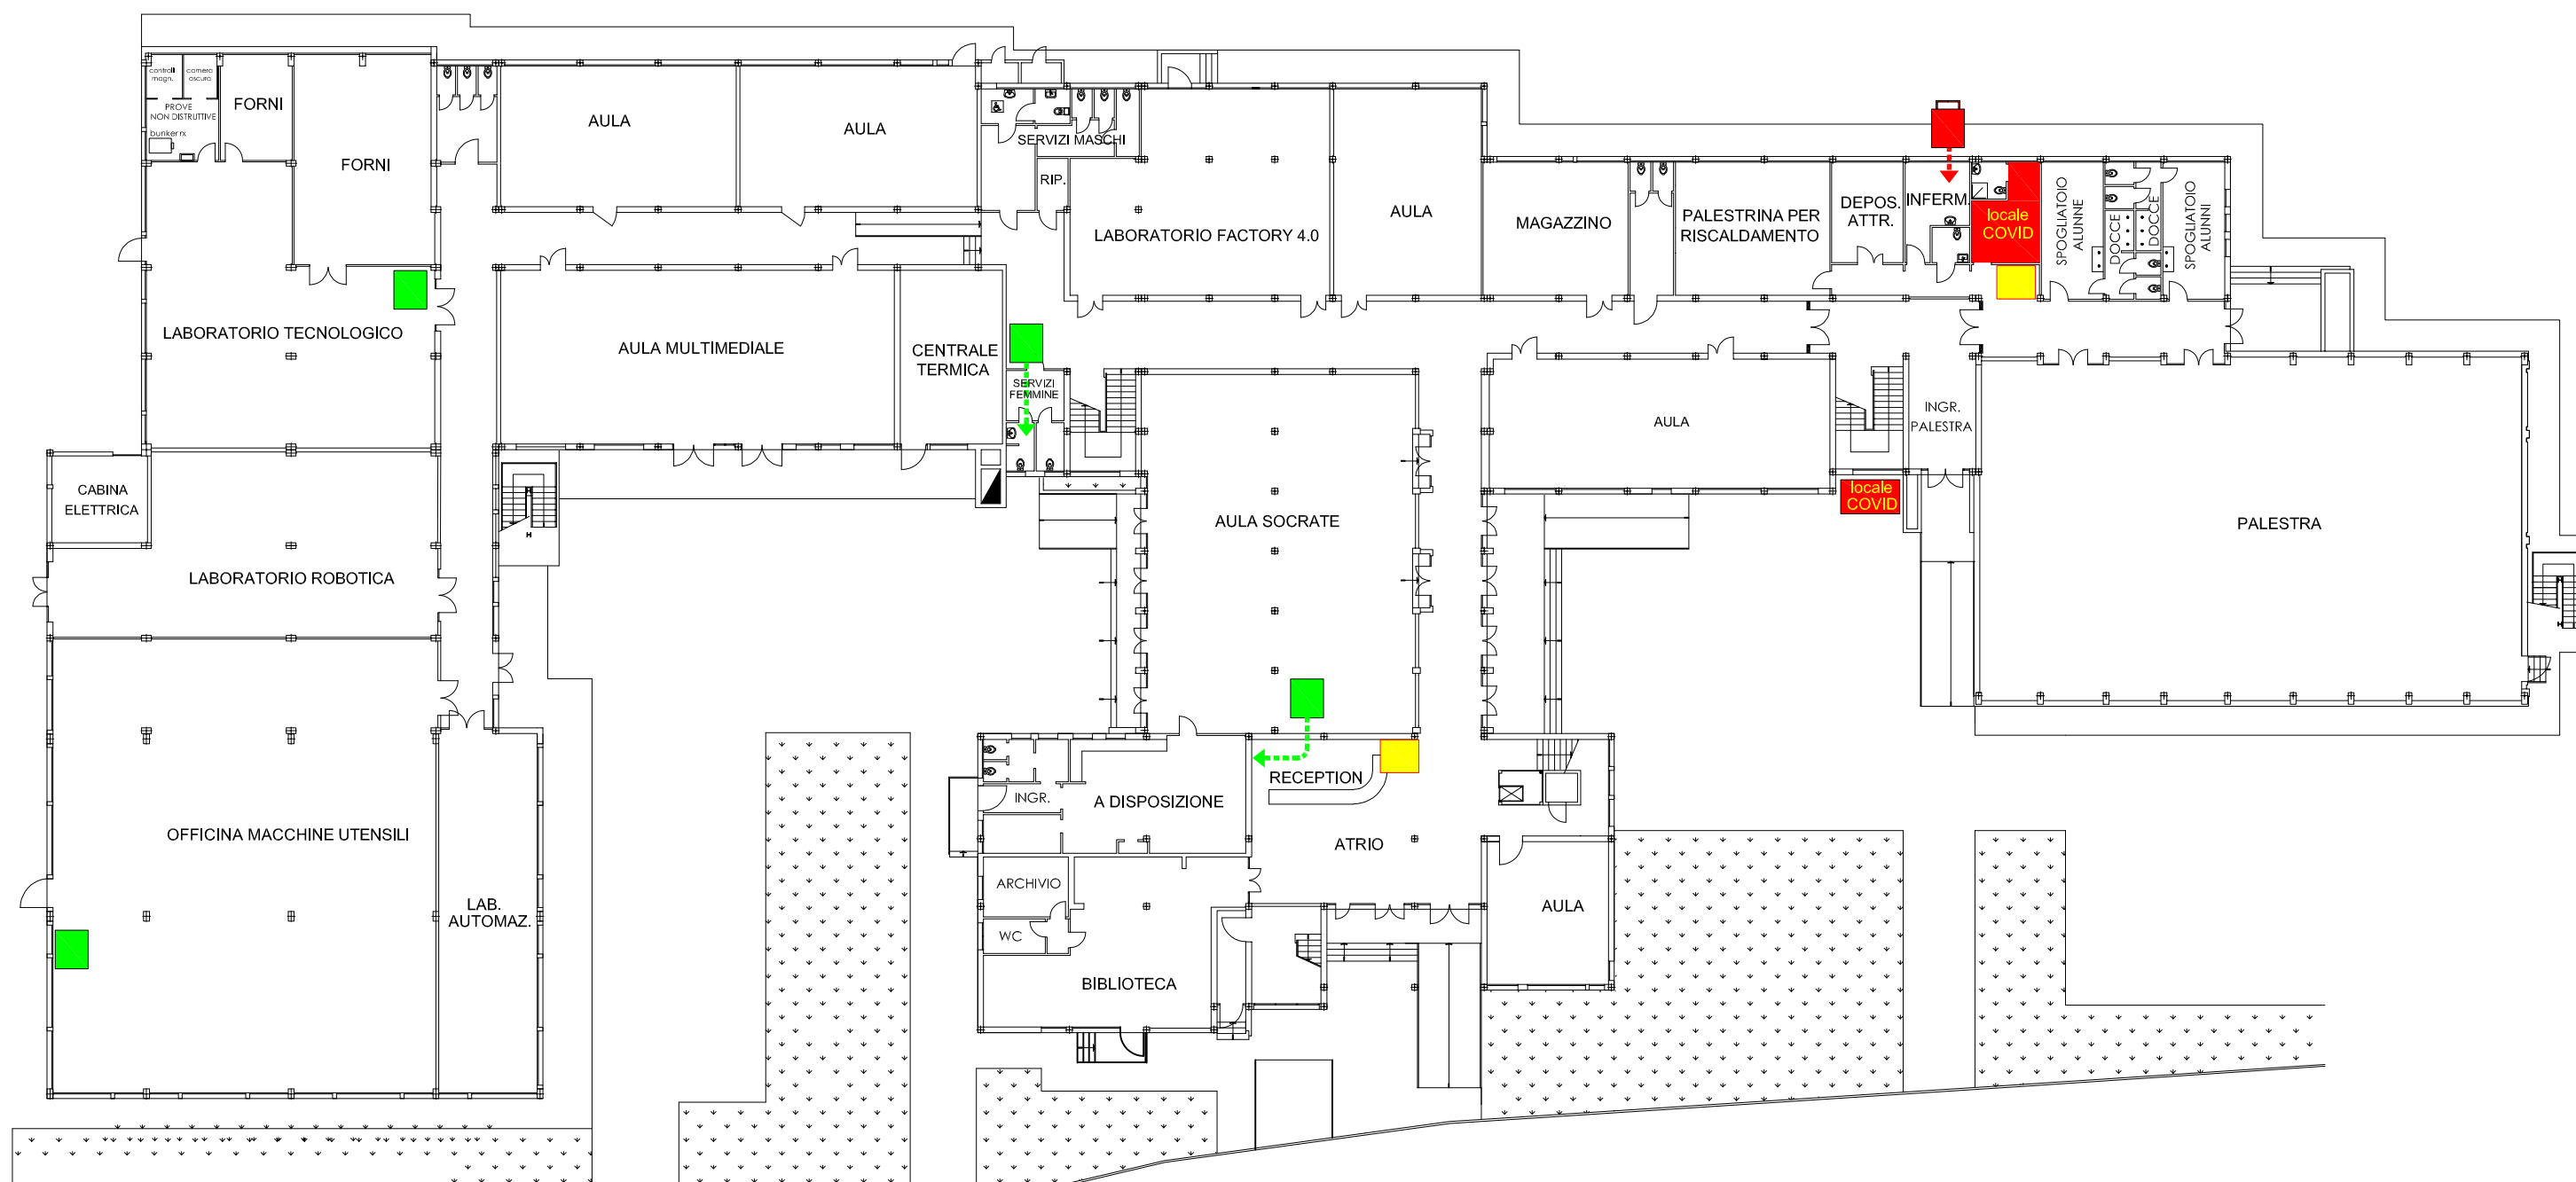 controlli
magn.
camera
oscura
PROVE
NON DISTRUTTIVE
bunker rx
FORNI
FORNI
AULA
AULA
SERVIZI MASCHI
RIP.
LABORATORIO FACTORY 4.0
AULA
MAGAZZINO
PALESTRINA PER
RISCALDAMENTO
DEPOS.
ATTR.
INFERM.
locale
COVID
SPOGLIATOIO
ALUNNE
DOCCE
DOCCE
SPOGLIATOIO
ALUNNI
LABORATORIO TECNOLOGICO
AULA MULTIMEDIALE
CENTRALE
TERMICA
SERVIZI
FEMMINE
AULA
INGR.
PALESTRA
CABINA
ELETTRICA
locale
COVID
AULA SOCRATE
PALESTRA
LABORATORIO ROBOTICA
RECEPTION
INGR.
A DISPOSIZIONE
OFFICINA MACCHINE UTENSILI
ATRIO
ARCHIVIO
LAB.
AUTOMAZ.
AULA
WC
BIBLIOTECA